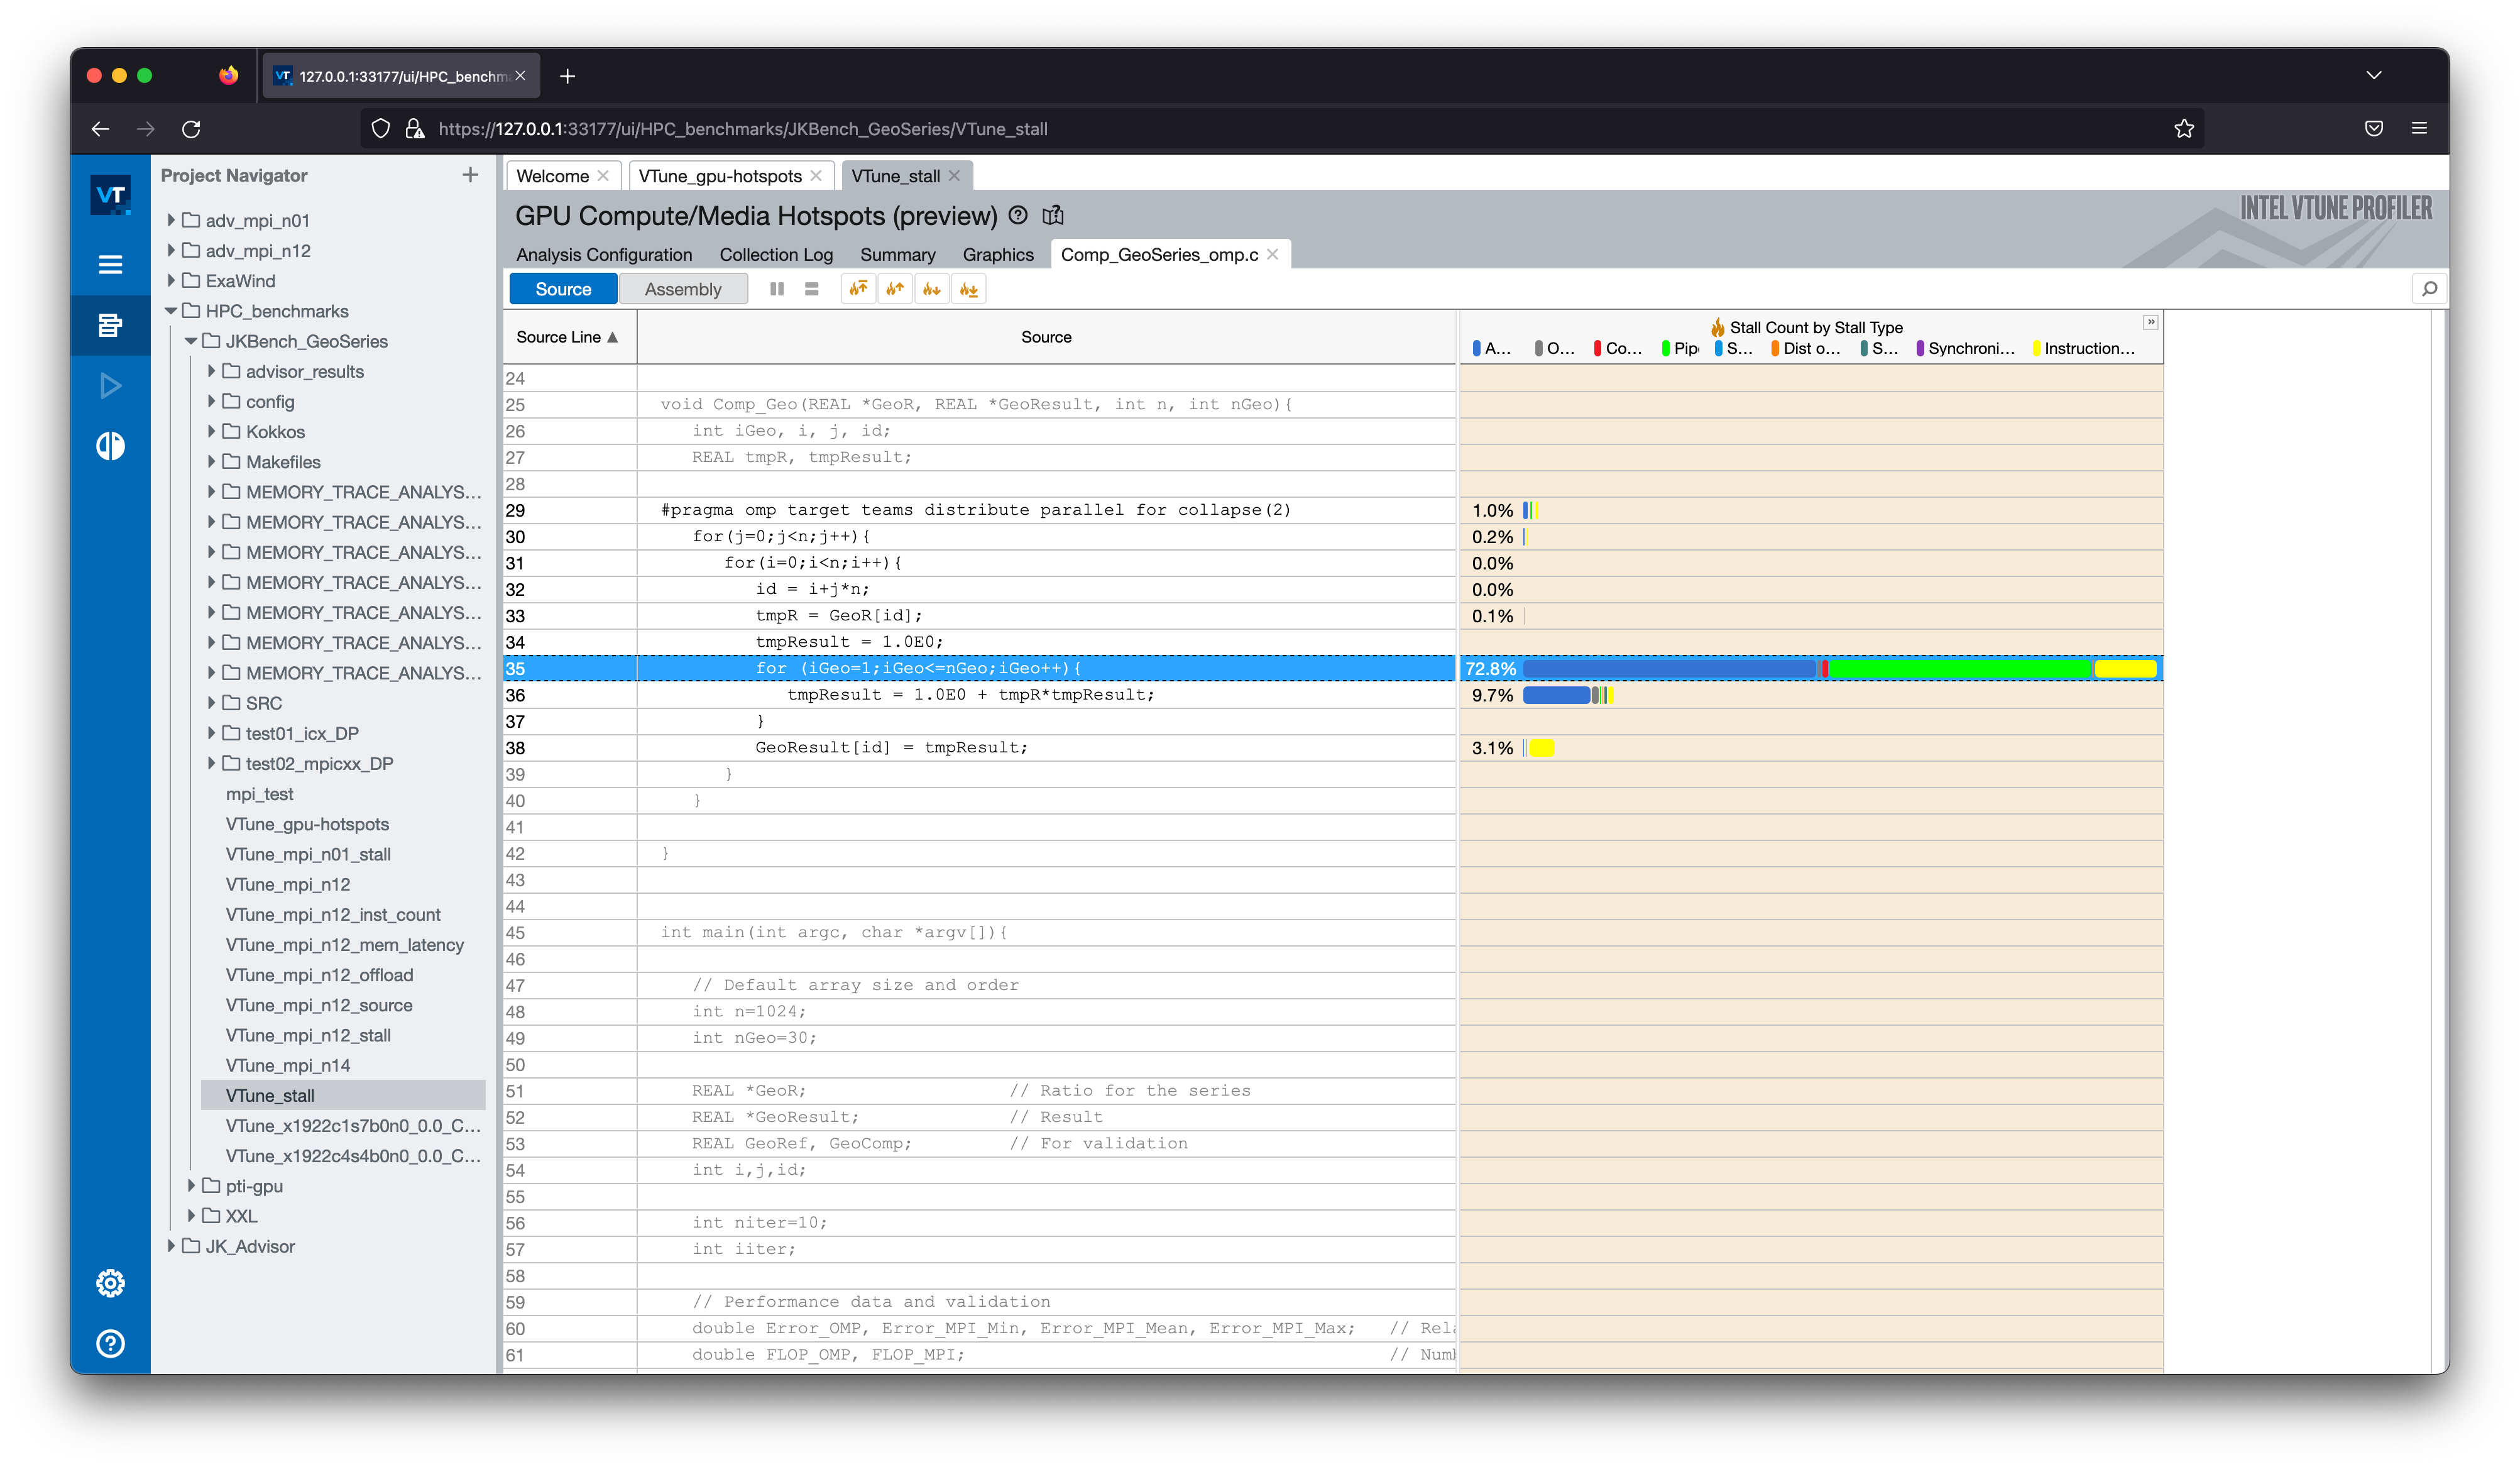 VT 127.0.0.1:33177/ui/HPC_benchm
https://127.0.0.1:33177/ui/HPC_benchmarks/JKBench_GeoSeries/VTune_stall
VT
Project Navigator
adv_mpi_n01
adv_mpi_n12
ExaWind
HPC_benchmarks
JKBench_GeoSeries
advisor_results
config
Kokkos
Makefiles
MEMORY_TRACE_ANALYS...
MEMORY_TRACE_ANALYS...
MEMORY_TRACE_ANALYS...
MEMORY_TRACE_ANALYS...
MEMORY_TRACE_ANALYS...
MEMORY_TRACE_ANALYS...
MEMORY_TRACE_ANALYS...
SRC
test01_icx_DP
test02_mpicxx_DP
mpi_test
VTune_gpu-hotspots
VTune_mpi_n01_stall
VTune_mpi_n12
VTune_mpi_n12_inst_count
VTune_mpi_n12_mem_latency
VTune_mpi_n12_offload
VTune_mpi_n12_source
VTune_mpi_n12_stall
VTune_mpi_n14
VTune_stall
VTune_x1922c1s7b0n0_0.0_C...
VTune_x1922c4s4b0n0_0.0_C...
pti-gpu
XXL
JK_Advisor
Welcome VTune_gpu-hotspots VTune_stall
GPU Compute/Media Hotspots (preview)
INTEL VTUNE PROFILER
Analysis Configuration Collection Log Summary Graphics Comp_GeoSeries_omp.c
Source Assembly
Source Line Source Stall Count by Stall Type
A... O... Co... Pip S... Dist o... S... Synchroni... Instruction...
24
25 void Comp_Geo(REAL *GeoR, REAL *GeoResult, int n, int nGeo){
26 int iGeo, i, j, id;
27 REAL tmpR, tmpResult;
28
29 #pragma omp target teams distribute parallel for collapse(2) 1.0%
30 for(j=0;j<n;j++){ 0.2%
31 for(i=0;i<n;i++){ 0.0%
32 id = i+j*n; 0.0%
33 tmpR = GeoR[id]; 0.1%
34 tmpResult = 1.0E0;
35 for (iGeo=1;iGeo<=nGeo;iGeo++){ 72.8%
36 tmpResult = 1.0E0 + tmpR*tmpResult; 9.7%
37 }
38 GeoResult[id] = tmpResult; 3.1%
39 }
40 }
41
42 }
43
44
45 int main(int argc, char *argv[]){
46
47 // Default array size and order
48 int n=1024;
49 int nGeo=30;
50
51 REAL *GeoR; // Ratio for the series
52 REAL *GeoResult; // Result
53 REAL GeoRef, GeoComp; // For validation
54 int i,j,id;
55
56 int niter=10;
57 int iiter;
58
59 // Performance data and validation
60 double Error_OMP, Error_MPI_Min, Error_MPI_Mean, Error_MPI_Max; // Rel
61 double FLOP_OMP, FLOP_MPI; // Num